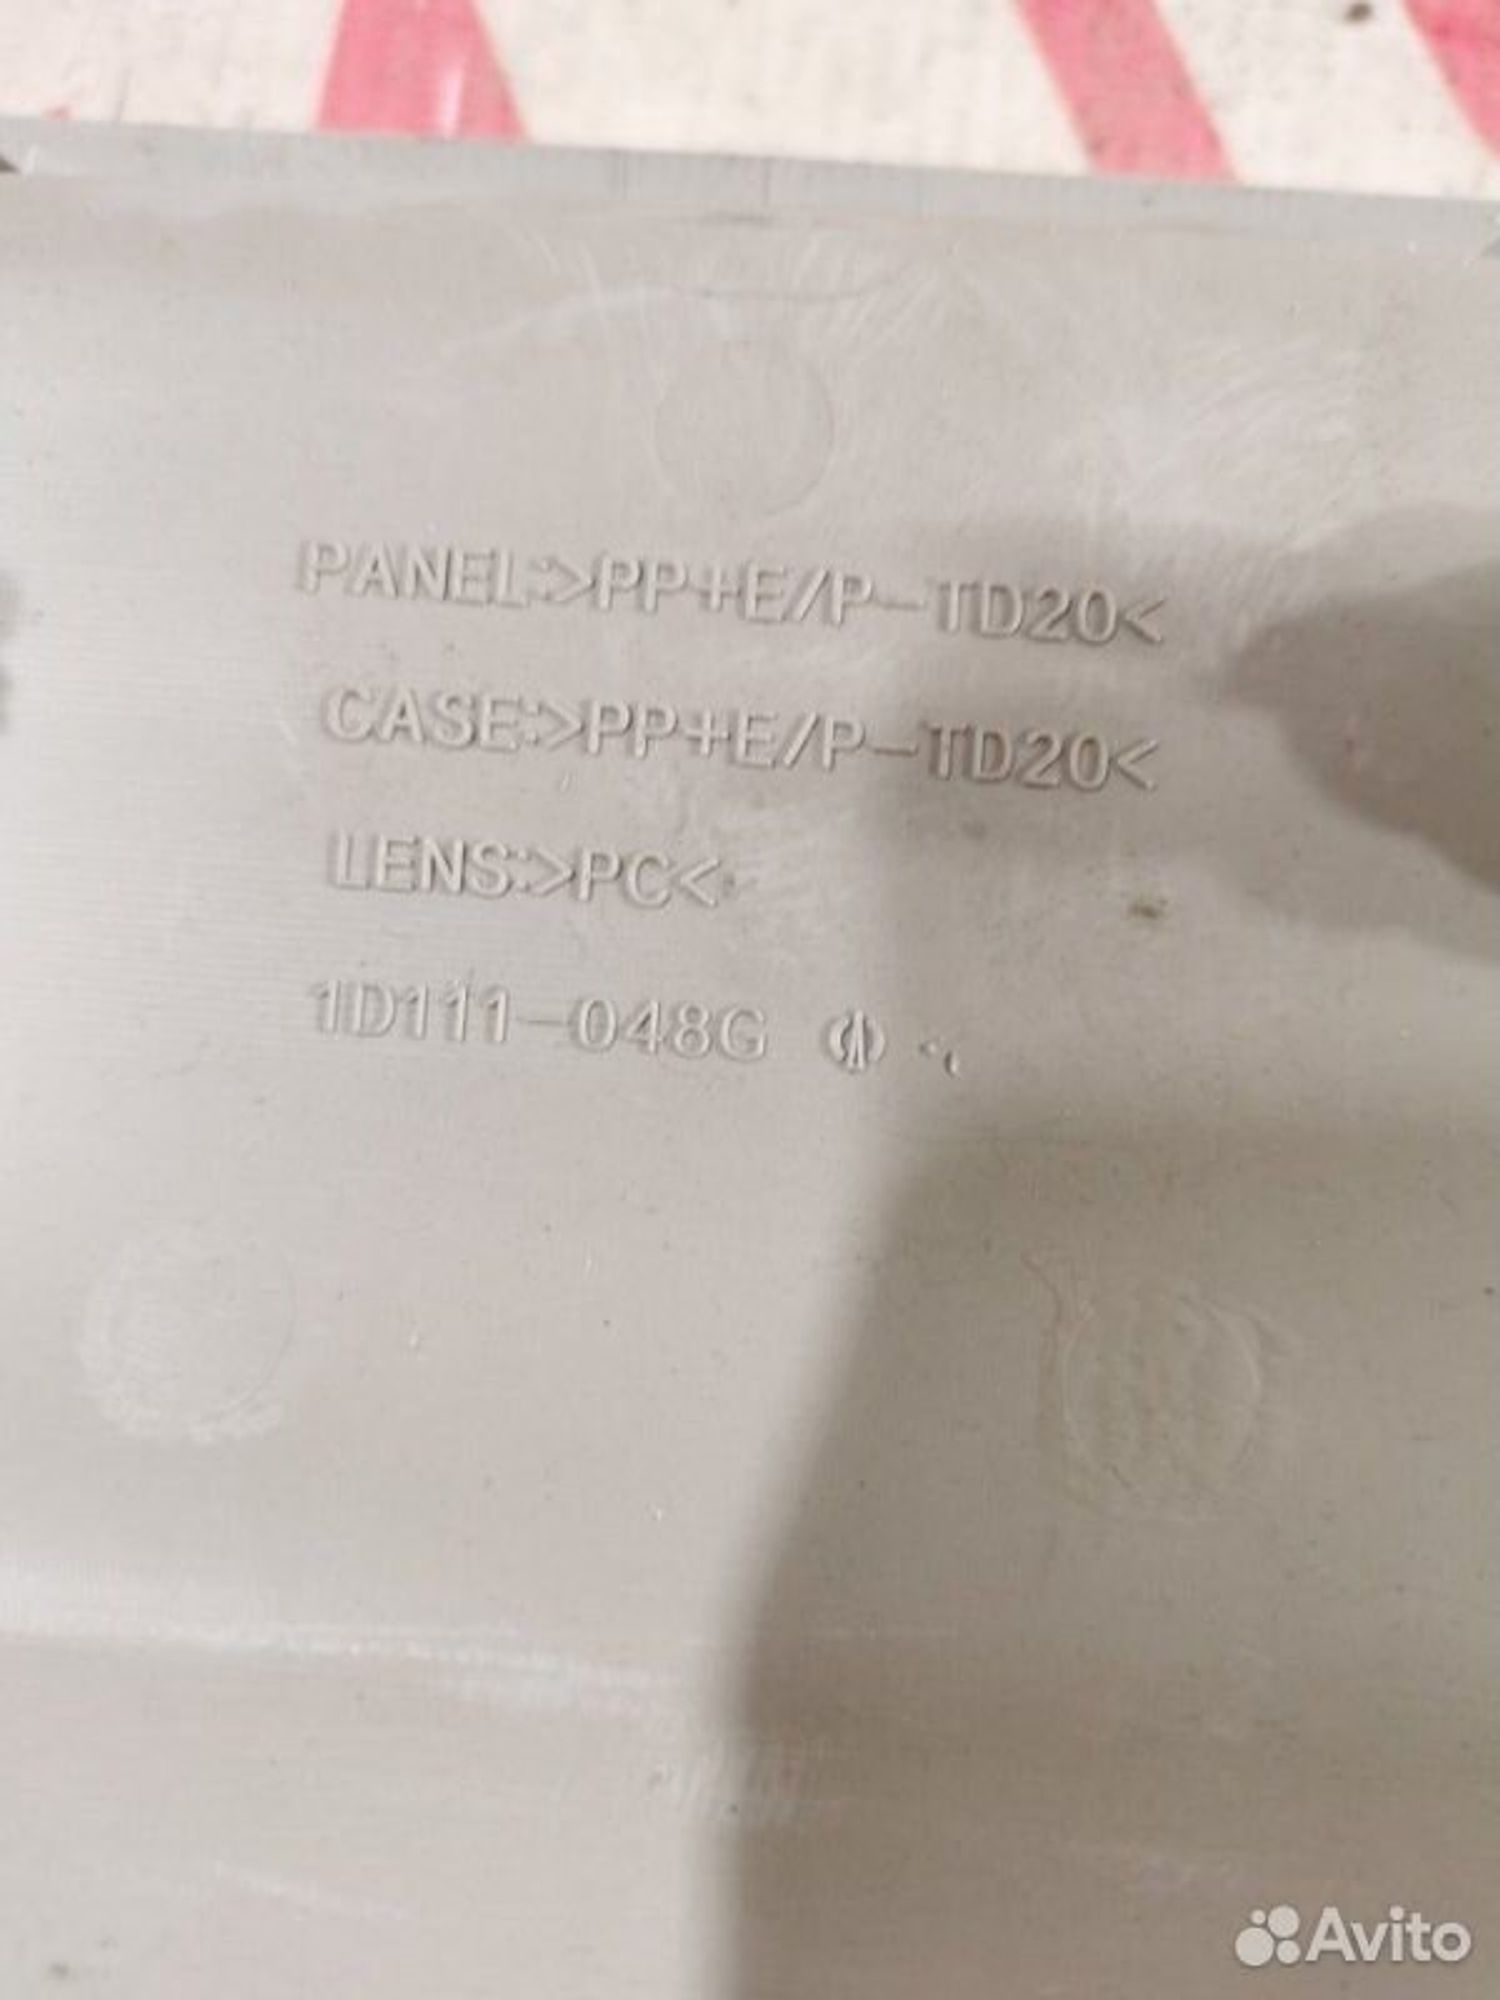 PANEL:>PP+E/P-TD20<
CASE:>PP+E/P-TD20<
LENS:>PC<
1D111-048G
Avito